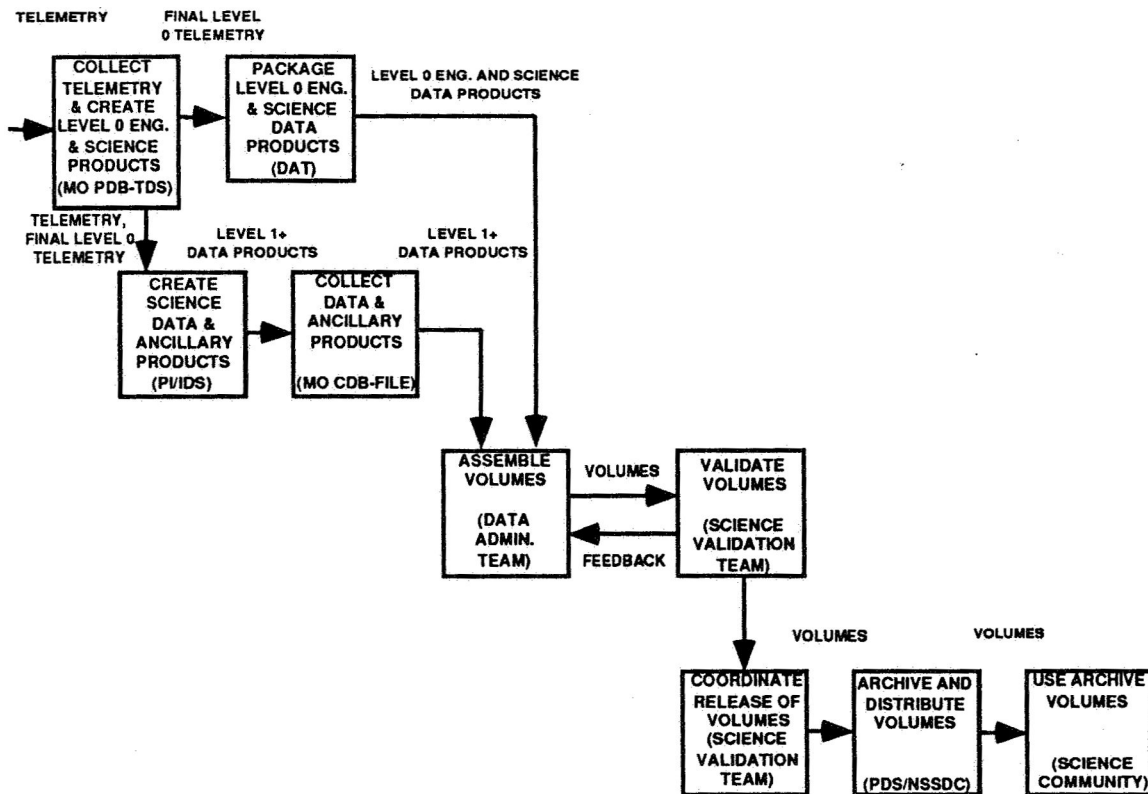 TELEMETRY
FINAL LEVEL
0 TELEMETRY
COLLECT
TELEMETRY
& CREATE
LEVEL 0 ENG.
& SCIENCE
PRODUCTS
(MO PDB-TDS)
PACKAGE
LEVEL 0 ENG.
& SCIENCE
DATA
PRODUCTS
(DAT)
LEVEL 0 ENG. AND SCIENCE
DATA PRODUCTS
TELEMETRY,
FINAL LEVEL 0
TELEMETRY
LEVEL 1+
DATA PRODUCTS
LEVEL 1+
DATA PRODUCTS
CREATE
SCIENCE
DATA &
ANCILLARY
PRODUCTS
(PI/IDS)
COLLECT
DATA &
ANCILLARY
PRODUCTS
(MO CDB-FILE)
ASSEMBLE
VOLUMES
(DATA
ADMIN.
TEAM)
VOLUMES
FEEDBACK
VALIDATE
VOLUMES
(SCIENCE
VALIDATION
TEAM)
VOLUMES
VOLUMES
COORDINATE
RELEASE OF
VOLUMES
(SCIENCE
VALIDATION
TEAM)
ARCHIVE AND
DISTRIBUTE
VOLUMES
(PDS/NSSDC)
USE ARCHIVE
VOLUMES
(SCIENCE
COMMUNITY)